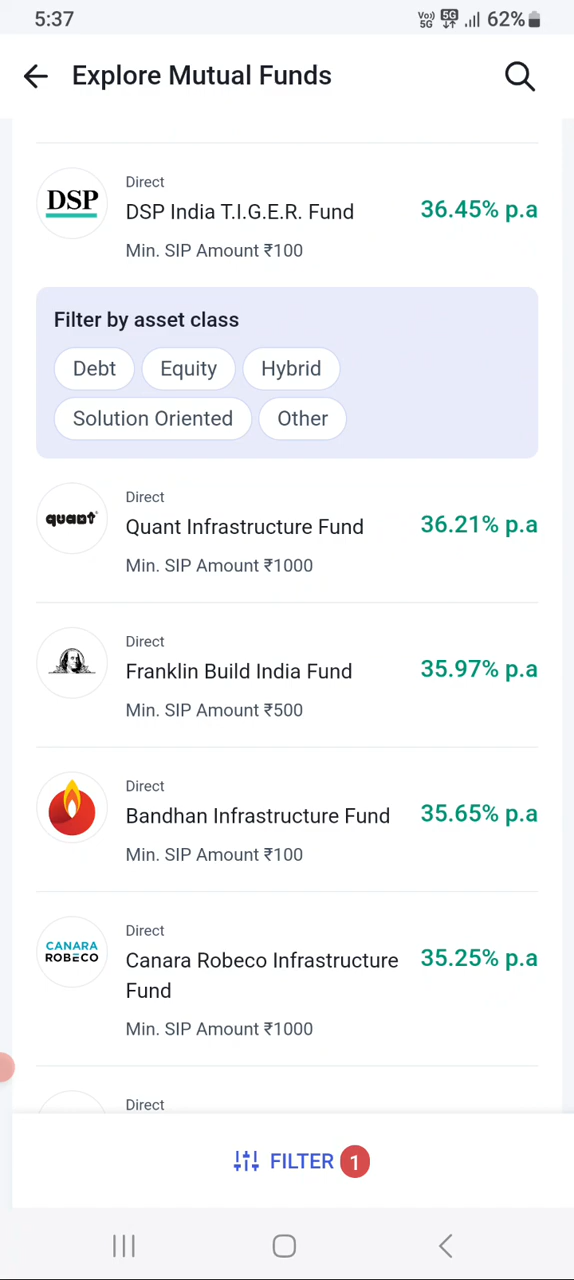 5:37
Vo)) 5G 5G 62%
Explore Mutual Funds
DSP
Direct
DSP India T.I.G.E.R. Fund
36.45% p.a
Min. SIP Amount ₹100
Filter by asset class
Debt Equity Hybrid
Solution Oriented Other
quant
Direct
Quant Infrastructure Fund
36.21% p.a
Min. SIP Amount ₹1000
Direct
Franklin Build India Fund
35.97% p.a
Min. SIP Amount ₹500
Direct
Bandhan Infrastructure Fund
35.65% p.a
Min. SIP Amount ₹100
CANARA
ROBECO
Direct
Canara Robeco Infrastructure
Fund
35.25% p.a
Min. SIP Amount ₹1000
Direct
FILTER 1